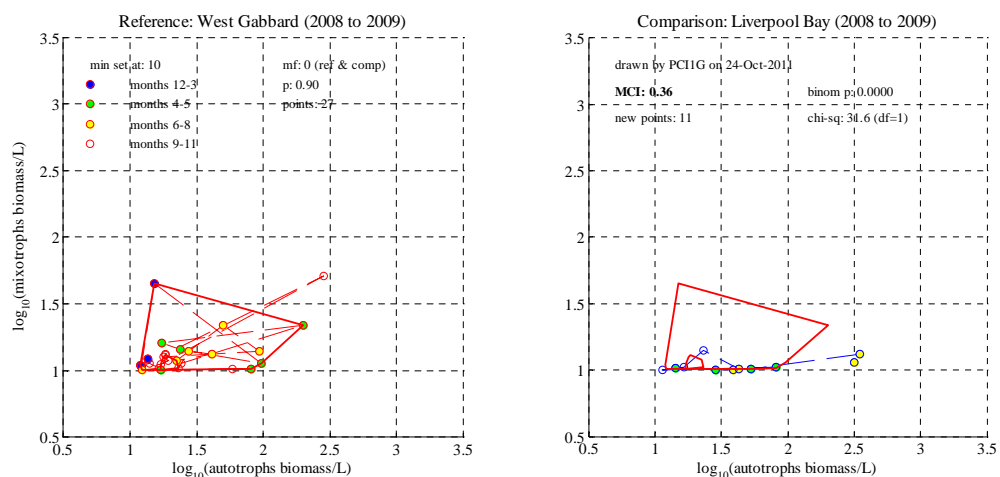 Reference: West Gabbard (2008 to 2009)
3.5
3
2.5
2
1.5
1
0.5
log10(mixotrophs biomass/L)
min set at: 10
months 12-3
months 4-5
months 6-8
months 9-11
mf: 0 (ref & comp)
p: 0.90
points: 27
0.5 1 1.5 2 2.5 3 3.5
log10(autotrophs biomass/L)
Comparison: Liverpool Bay (2008 to 2009)
3.5
3
2.5
2
1.5
1
0.5
drawn by PCI1G on 24-Oct-2011
MCI: 0.36
new points: 11
binom p: 0.0000
chi-sq: 31.6 (df=1)
0.5 1 1.5 2 2.5 3 3.5
log10(autotrophs biomass/L)